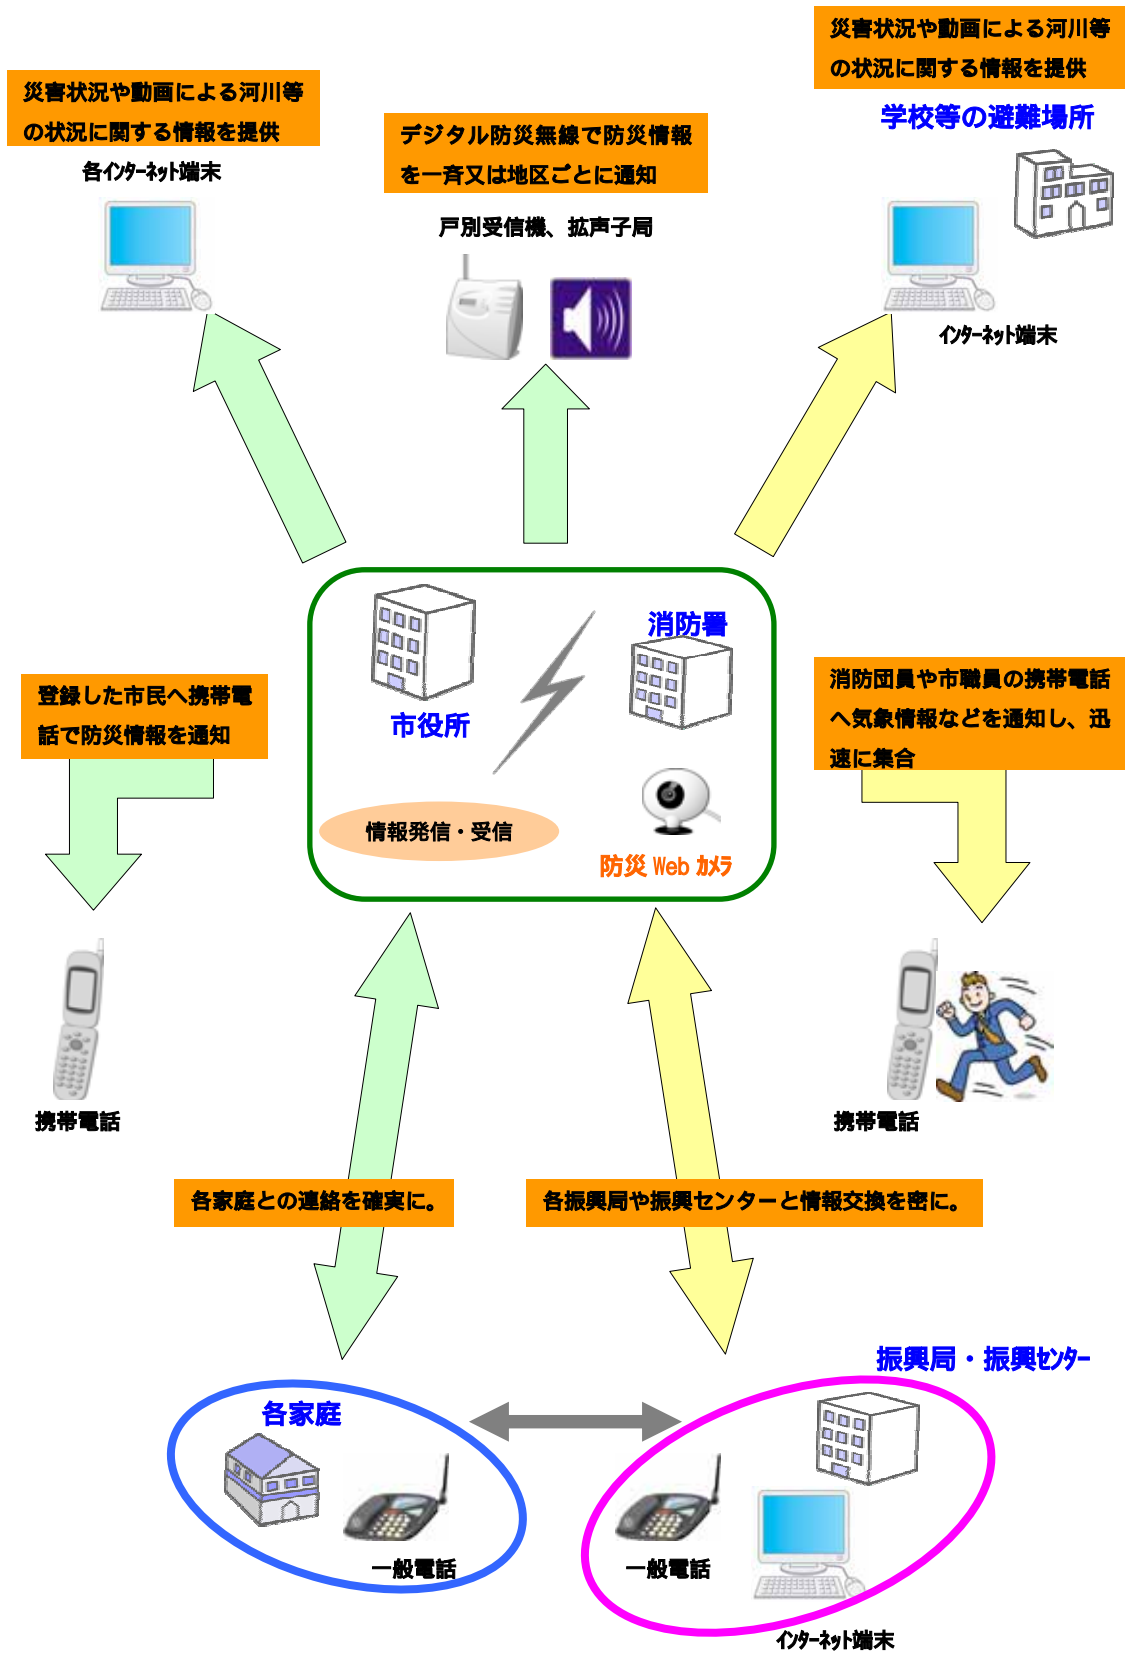 災害状況や動画による河川等
の状況に関する情報を提供
学校等の避難場所
災害状況や動画による河川等
の状況に関する情報を提供
各インターネット端末
デジタル防災無線で防災情報
を一斉又は地区ごとに通知
戸別受信機、拡声子局
インターネット端末
消防署
市役所
登録した市民へ携帯電
話で防災情報を通知
消防団員や市職員の携帯電話
へ気象情報などを通知し、迅
速に集合
情報発信・受信
防災 Web カメラ
携帯電話
携帯電話
各家庭との連絡を確実に。
各振興局や振興センターと情報交換を密に。
振興局・振興センター
各家庭
一般電話
一般電話
インターネット端末